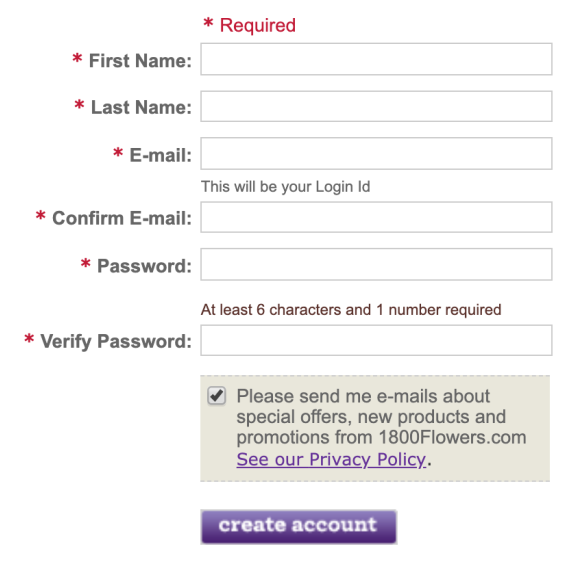 * Required
* First Name:
* Last Name:
* E-mail:
This will be your Login Id
* Confirm E-mail:
* Password:
At least 6 characters and 1 number required
* Verify Password:
Please send me e-mails about
special offers, new products and
promotions from 1800Flowers.com
See our Privacy Policy.
create account